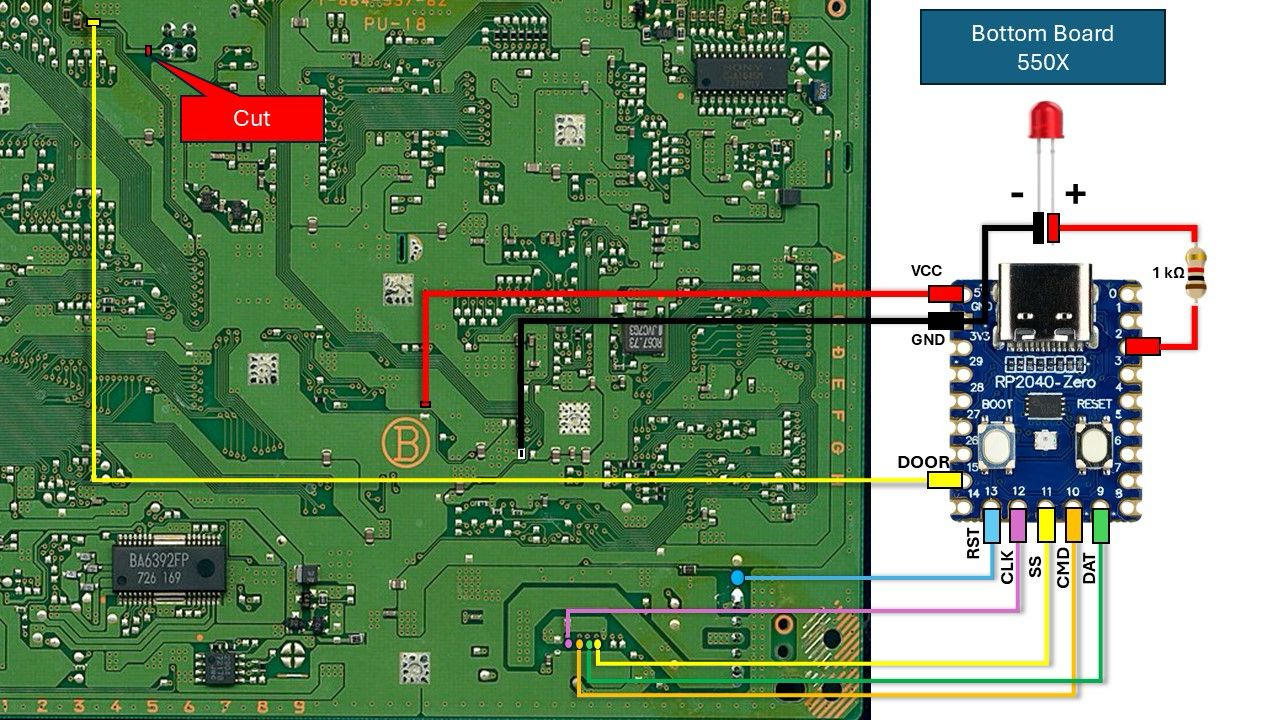 PU-18
Bottom Board
550X
Cut
- +
1 kΩ
VCC
GND
DOOR
A
B
D
E
F
G
H
RP2040-Zero
BOOT
RESET
GND
3V3
29
28
27
26
15
14
0
1
2
3
4
5
6
7
8
13 12 11 10 9
RST
CLK
SS
CMD
DAT
B
BA6392FP
726 169
1 2 3 4 5 6 7 8 9